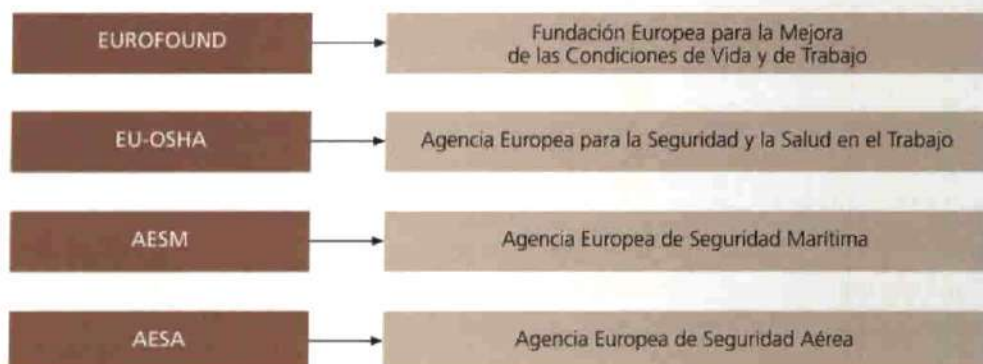 EUROFOUND
Fundación Europea para la Mejora
de las Condiciones de Vida y de Trabajo
EU-OSHA
Agencia Europea para la Seguridad y la Salud en el Trabajo
AESM
Agencia Europea de Seguridad Marítima
AESA
Agencia Europea de Seguridad Aérea